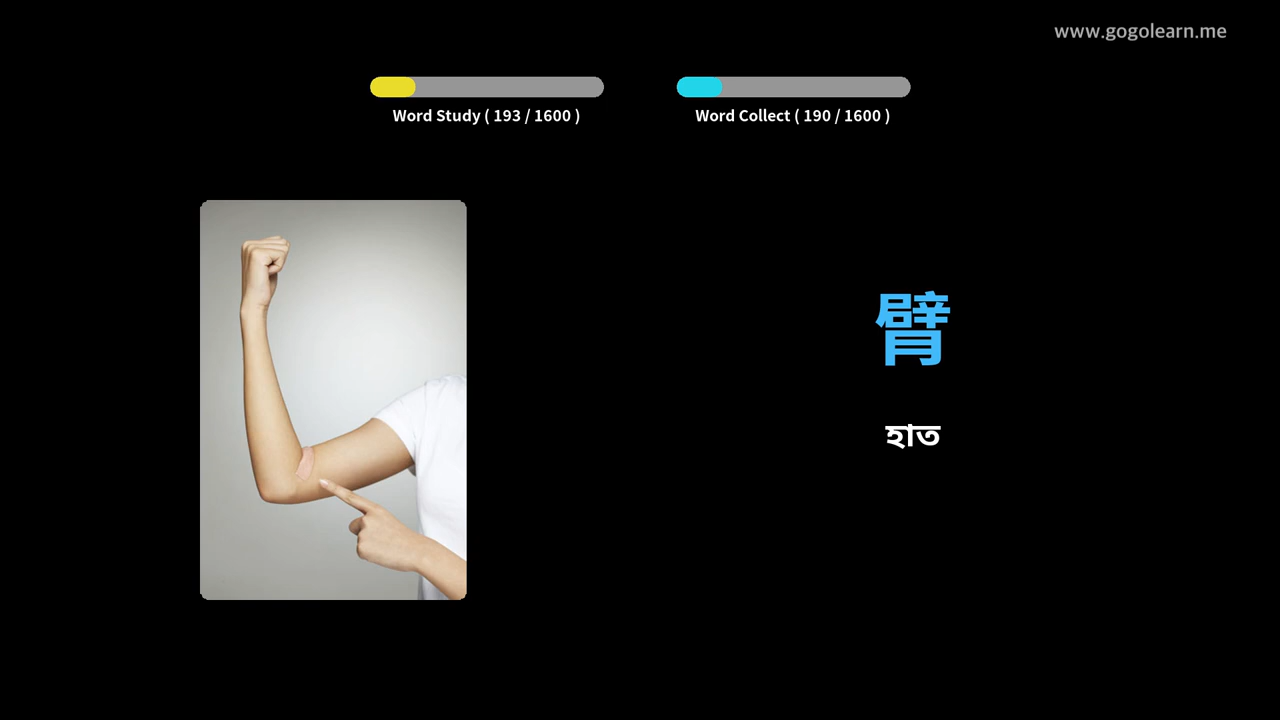 www.gogolearn.me
Word Study ( 193 / 1600 )
Word Collect ( 190 / 1600 )
臂
হাত